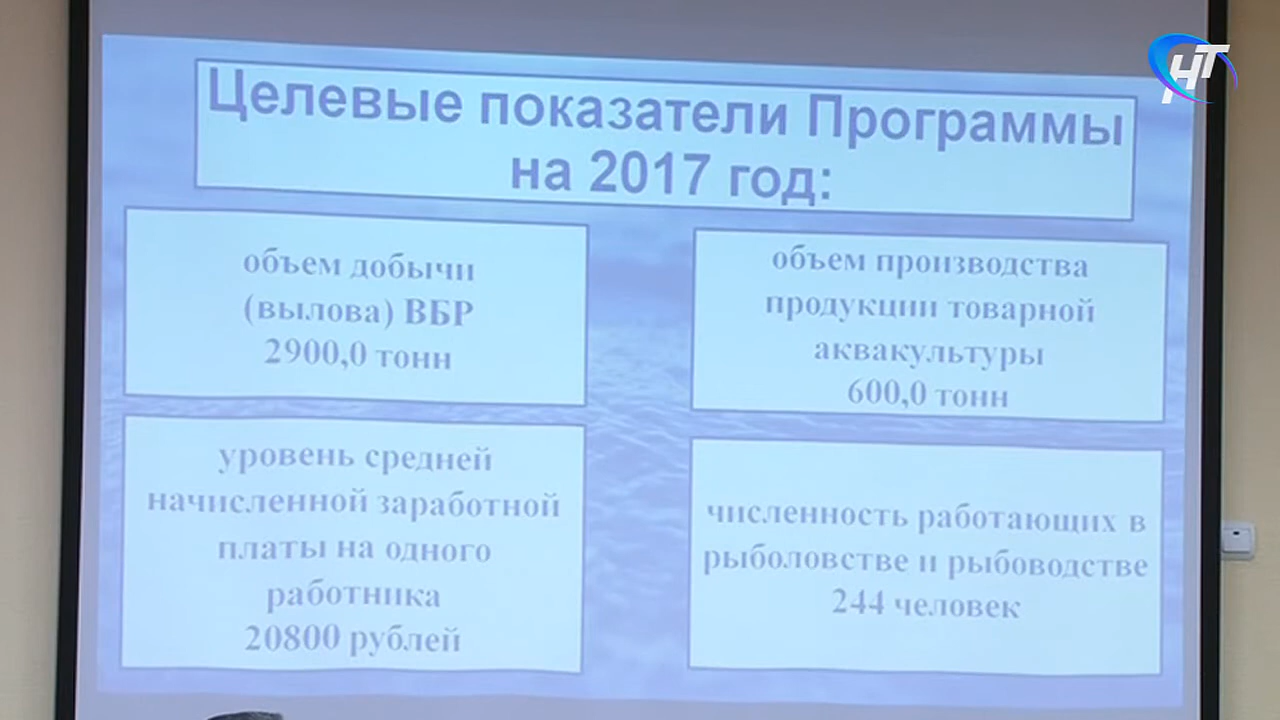 НТ
Целевые показатели Программы
на 2017 год:
объем добычи
(вылова) ВБР
2900,0 тонн
объем производства
продукции товарной
аквакультуры
600,0 тонн
уровень средней
начисленной заработной
платы на одного
работника
20800 рублей
численность работающих в
рыболовстве и рыбоводстве
244 человек